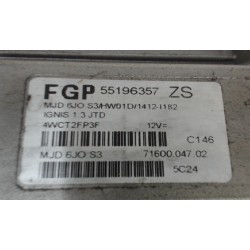 FGP 55196357 ZS
MJD 6JO S3/HW01D/1412-I182
IGNIS 1.3 JTD
4WCT2FP3F 12V=
C146
MJD 6JO S3 71600.047.02
5C24